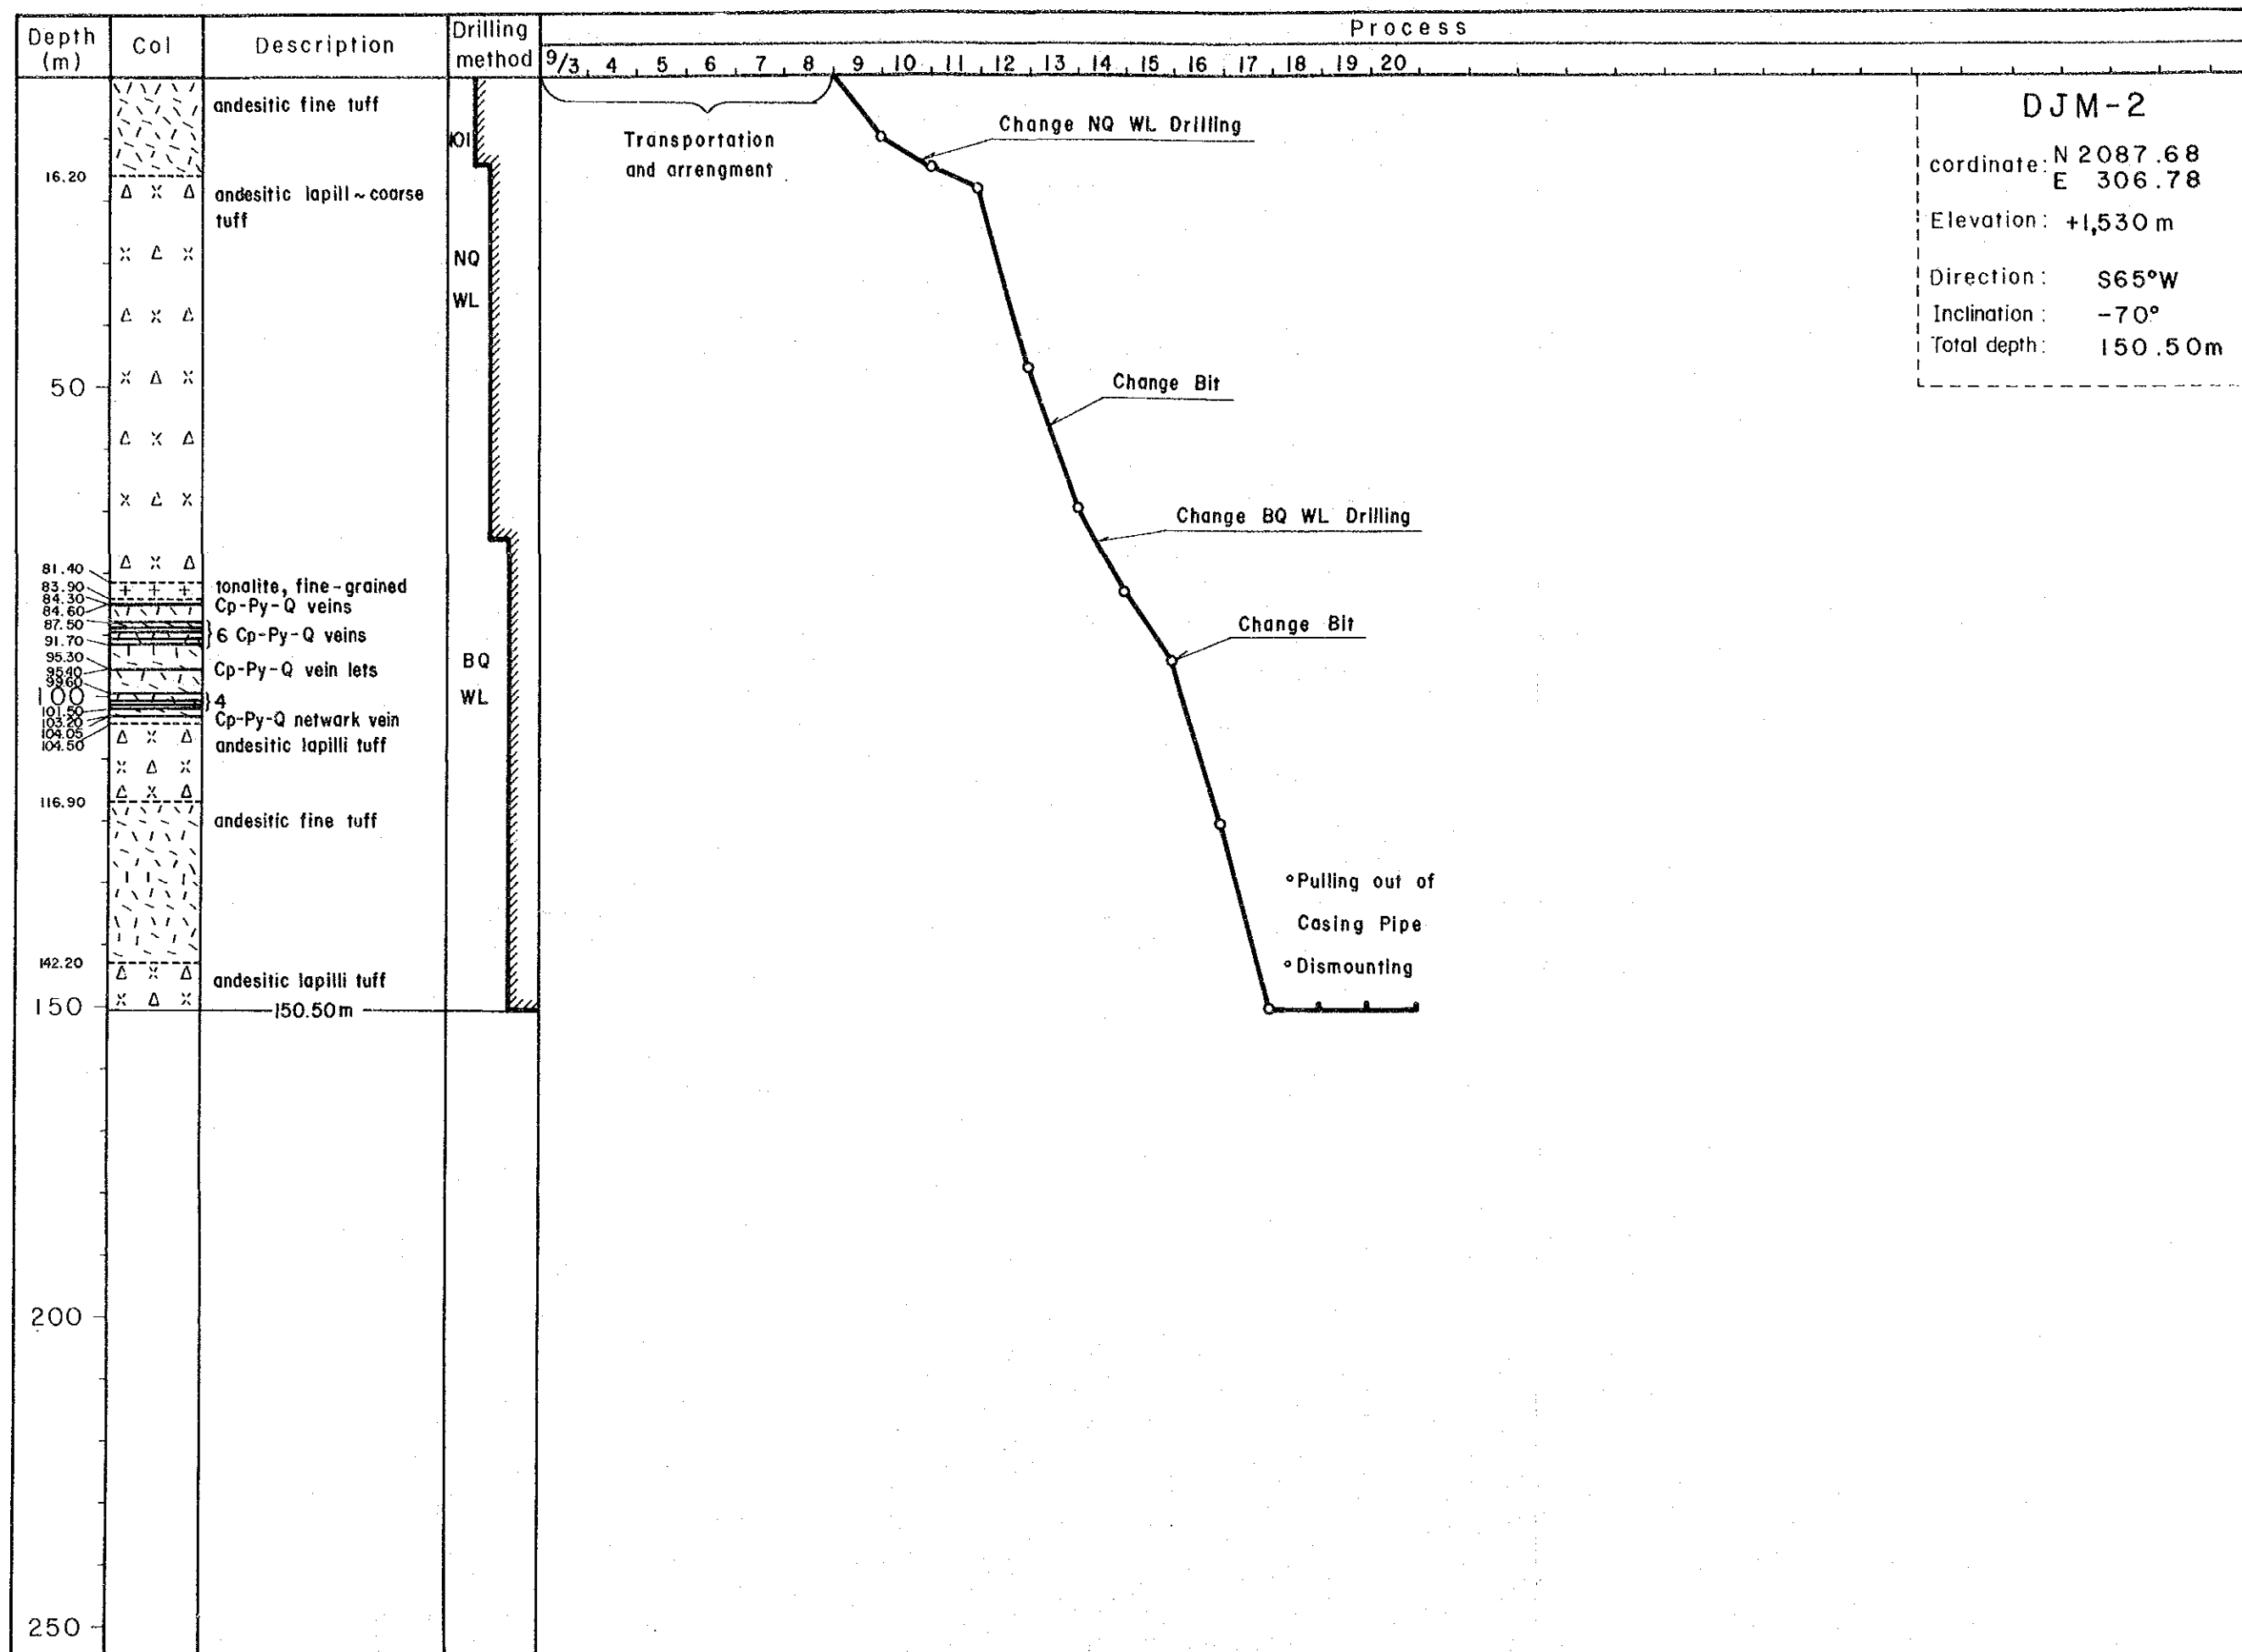 Depth
(m)
Col
Description
Drilling
method
Process
9/3 4 5 6 7 8 9 10 11 12 13 14 15 16 17 18 19 20
andesitic fine tuff
101
16.20
andesitic lapill ~ coarse
tuff
NQ
WL
50
81.40
83.90
84.30
84.60
87.50
91.70
95.30
95.40
99.60
100
101.50
103.20
104.05
104.50
tonalite, fine-grained
Cp-Py-Q veins
6 Cp-Py-Q veins
Cp-Py-Q vein lets
4
Cp-Py-Q network vein
andesitic lapilli tuff
BQ
WL
116.90
andesitic fine tuff
142.20
andesitic lapilli tuff
150
150.50m
200
250
Transportation
and arrengment
Change NQ WL Drilling
Change Bit
Change BQ WL Drilling
Change Bit
Pulling out of
Casing Pipe
Dismounting
DJM-2
cordinate: N 2087.68
E 306.78
Elevation: +1,530 m
Direction: S65°W
Inclination: -70°
Total depth: 150.50m